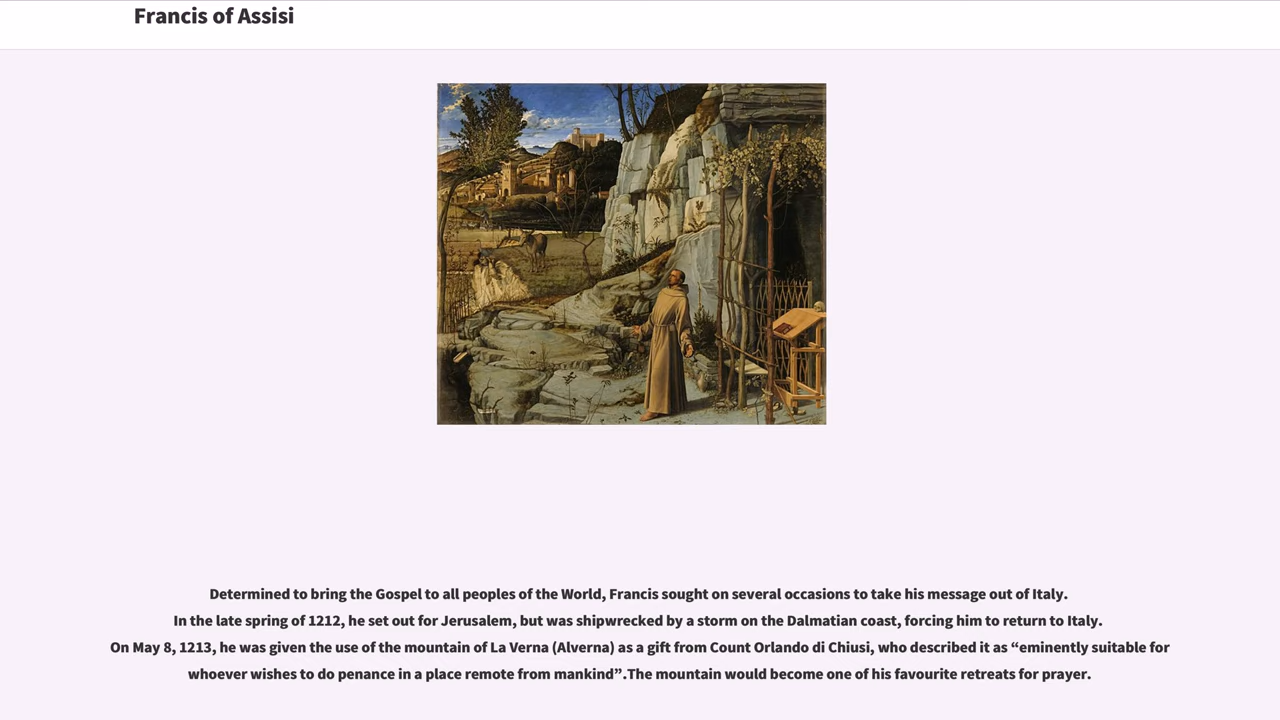 Francis of Assisi
Determined to bring the Gospel to all peoples of the World, Francis sought on several occasions to take his message out of Italy.
In the late spring of 1212, he set out for Jerusalem, but was shipwrecked by a storm on the Dalmatian coast, forcing him to return to Italy.
On May 8, 1213, he was given the use of the mountain of La Verna (Alverna) as a gift from Count Orlando di Chiusi, who described it as “eminently suitable for
whoever wishes to do penance in a place remote from mankind”.The mountain would become one of his favourite retreats for prayer.